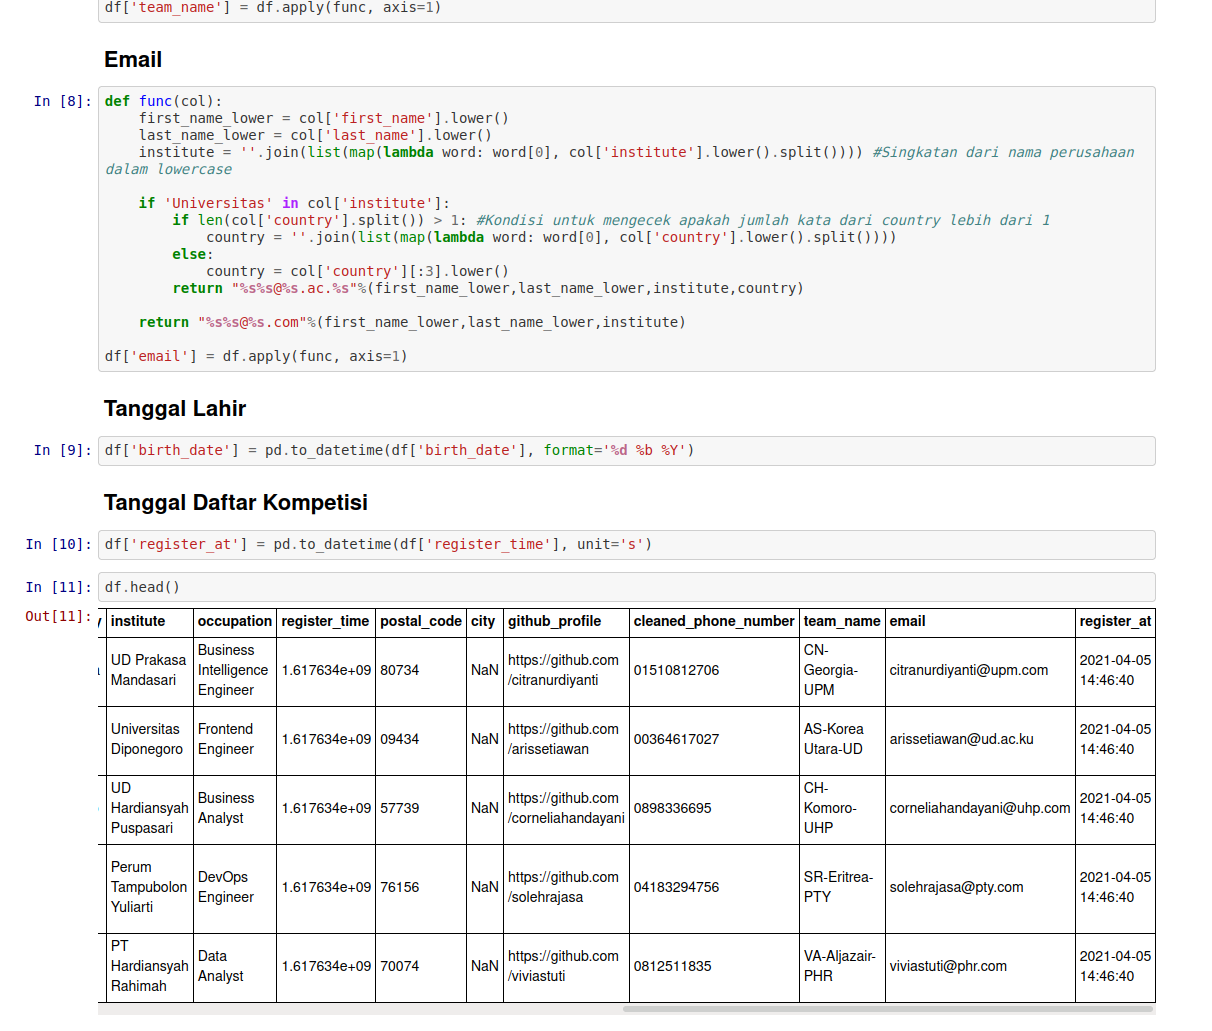 df['team_name'] = df.apply(func, axis=1)
Email
In [8]:
def func(col):
    first_name_lower = col['first_name'].lower()
    last_name_lower = col['last_name'].lower()
    institute = ''.join(list(map(lambda word: word[0], col['institute'].lower().split()))) #Singkatan dari nama perusahaan
dalam lowercase
    if 'Universitas' in col['institute']:
        if len(col['country'].split()) > 1: #Kondisi untuk mengecek apakah jumlah kata dari country lebih dari 1
            country = ''.join(list(map(lambda word: word[0], col['country'].lower().split())))
        else:
            country = col['country'][:3].lower()
        return "%s%s@%s.ac.%s"%(first_name_lower,last_name_lower,institute,country)
    return "%s%s@%s.com"%(first_name_lower,last_name_lower,institute)
df['email'] = df.apply(func, axis=1)
Tanggal Lahir
In [9]: df['birth_date'] = pd.to_datetime(df['birth_date'], format='%d %b %Y')
Tanggal Daftar Kompetisi
In [10]: df['register_at'] = pd.to_datetime(df['register_time'], unit='s')
In [11]: df.head()
Out[11]:
institute occupation register_time postal_code city github_profile cleaned_phone_number team_name email register_at
UD Prakasa
Mandasari
Business
Intelligence
Engineer
1.617634e+09 80734 NaN
https://github.com
/citranurdiyanti
01510812706
CN-
Georgia-
UPM
citranurdiyanti@upm.com
2021-04-05
14:46:40
Universitas
Diponegoro
Frontend
Engineer
1.617634e+09 09434 NaN
https://github.com
/arissetiawan
00364617027
AS-Korea
Utara-UD
arissetiawan@ud.ac.ku
2021-04-05
14:46:40
UD
Hardiansyah
Puspasari
Business
Analyst
1.617634e+09 57739 NaN
https://github.com
/corneliahandayani
0898336695
CH-
Komoro-
UHP
corneliahandayani@uhp.com
2021-04-05
14:46:40
Perum
Tampubolon
Yuliarti
DevOps
Engineer
1.617634e+09 76156 NaN
https://github.com
/solehrajasa
04183294756
SR-Eritrea-
PTY
solehrajasa@pty.com
2021-04-05
14:46:40
PT
Hardiansyah
Rahimah
Data
Analyst
1.617634e+09 70074 NaN
https://github.com
/viviastuti
0812511835
VA-Aljazair-
PHR
viviastuti@phr.com
2021-04-05
14:46:40